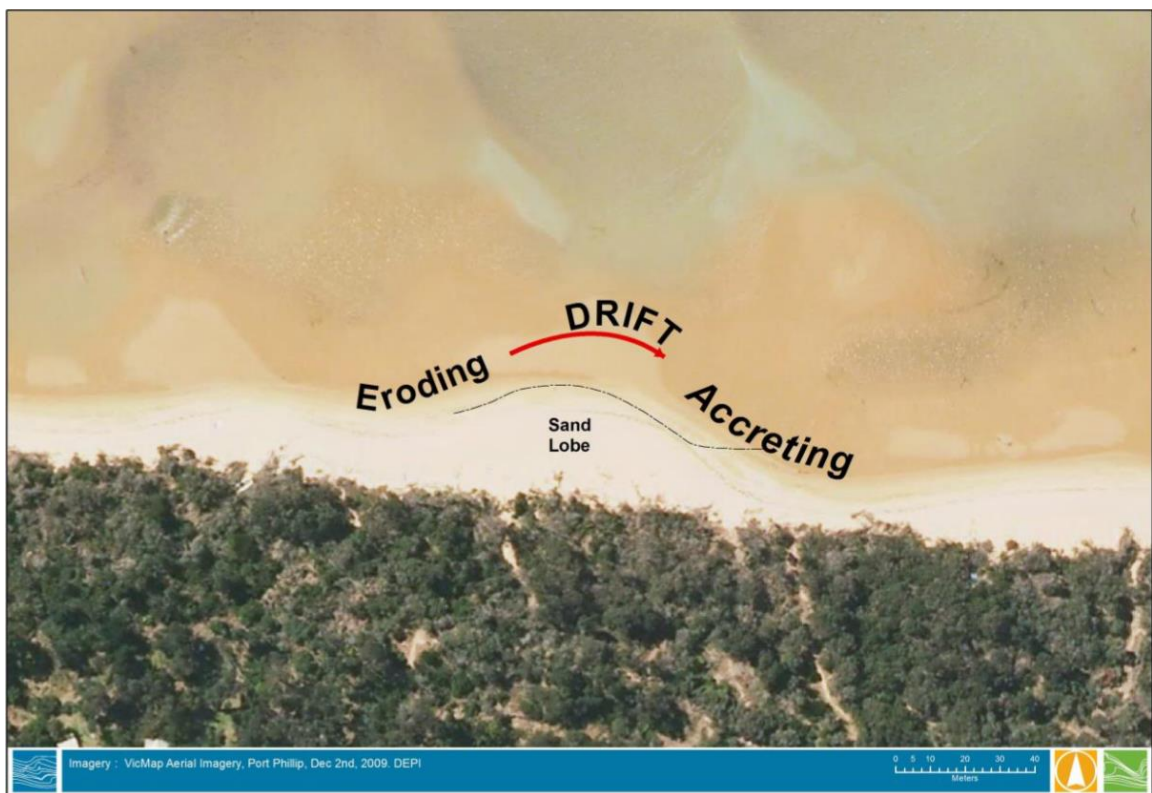 DRIFT
Eroding
Accreting
Sand
Lobe
Imagery : VicMap Aerial Imagery, Port Phillip, Dec 2nd, 2009. DEPI
0 5 10 20 30 40
Meters